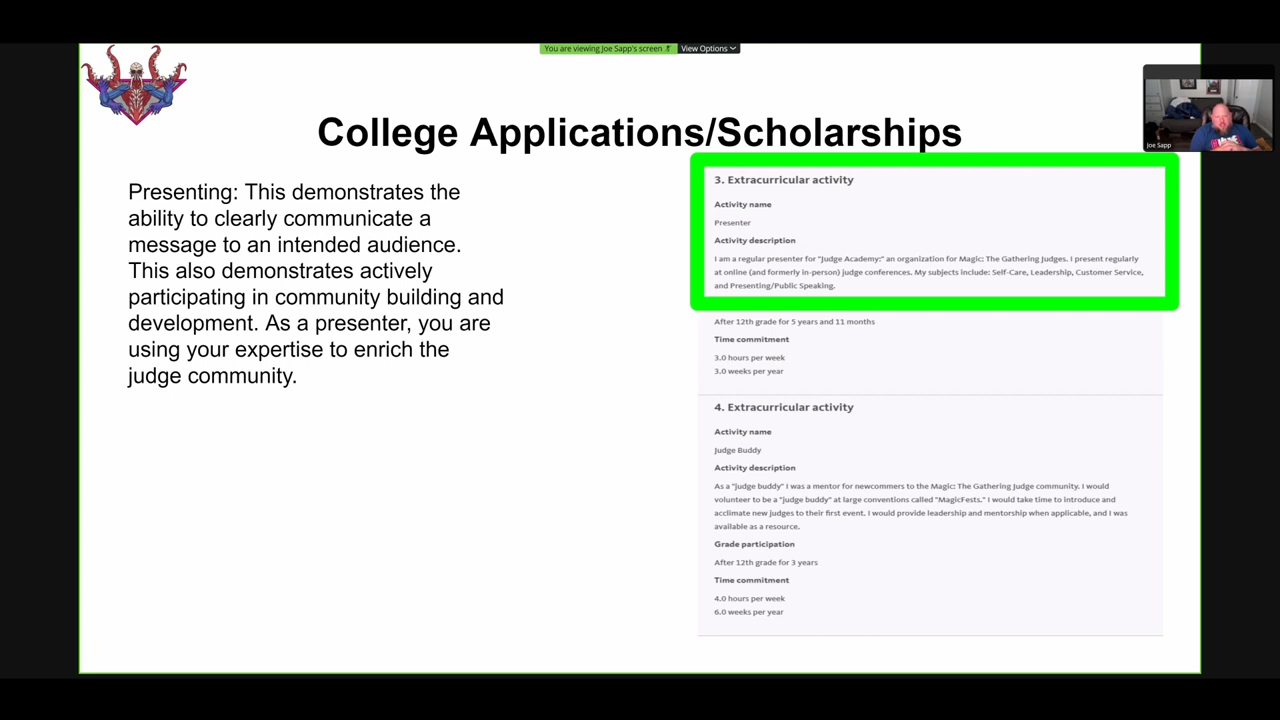 You are viewing Joe Sapp's screen
View Options
Joe Sapp
College Applications/Scholarships
Presenting: This demonstrates the
ability to clearly communicate a
message to an intended audience.
This also demonstrates actively
participating in community building and
development. As a presenter, you are
using your expertise to enrich the
judge community.
3. Extracurricular activity
Activity name
Presenter
Activity description
I am a regular presenter for "Judge Academy:" an organization for Magic: The Gathering Judges. I present regularly
at online (and formerly in-person) judge conferences. My subjects include: Self-Care, Leadership, Customer Service,
and Presenting/Public Speaking.
After 12th grade for 5 years and 11 months
Time commitment
3.0 hours per week
3.0 weeks per year
4. Extracurricular activity
Activity name
Judge Buddy
Activity description
As a "judge buddy" I was a mentor for newcommers to the Magic: The Gathering Judge community. I would
volunteer to be a "judge buddy" at large conventions called "MagicFests." I would take time to introduce and
acclimate new judges to their first event. I would provide leadership and mentorship when applicable, and I was
available as a resource.
Grade participation
After 12th grade for 3 years
Time commitment
4.0 hours per week
6.0 weeks per year